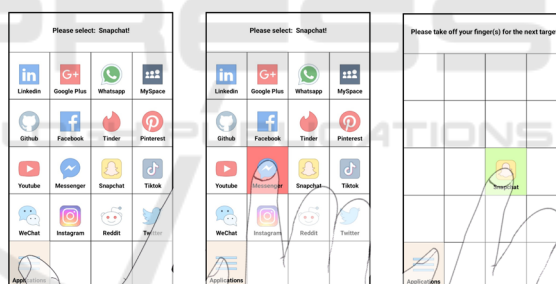 Please select: Snapchat!
Linkedin Google Plus Whatsapp MySpace
Github Facebook Tinder Pinterest
Youtube Messenger Snapchat Tiktok
WeChat Instagram Reddit Twitter
Applications
Please select: Snapchat!
Linkedin Google Plus Whatsapp MySpace
Github Facebook Tinder Pinterest
Youtube Messenger Snapchat Tiktok
WeChat Instagram Reddit Twitter
Applications
Please take off your finger(s) for the next targe
Snapchat
Applications